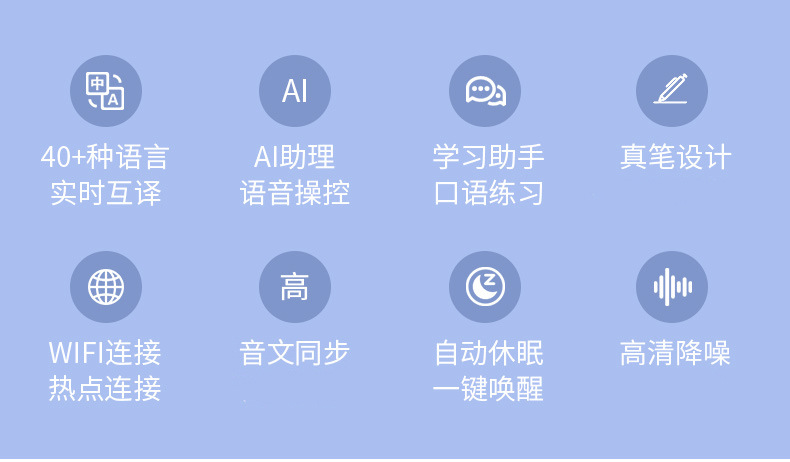 中
A
AI
40+种语言
实时互译
AI助理
语音操控
学习助手
口语练习
真笔设计
高
Z
WIFI连接
热点连接
音文同步
自动休眠
一键唤醒
高清降噪